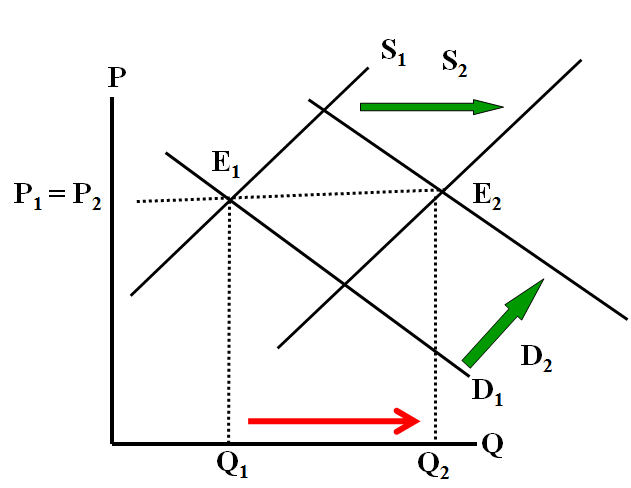 S₁
S₂
P
E₁
P₁ = P₂
E₂
D₂
D₁
Q
Q₁
Q₂